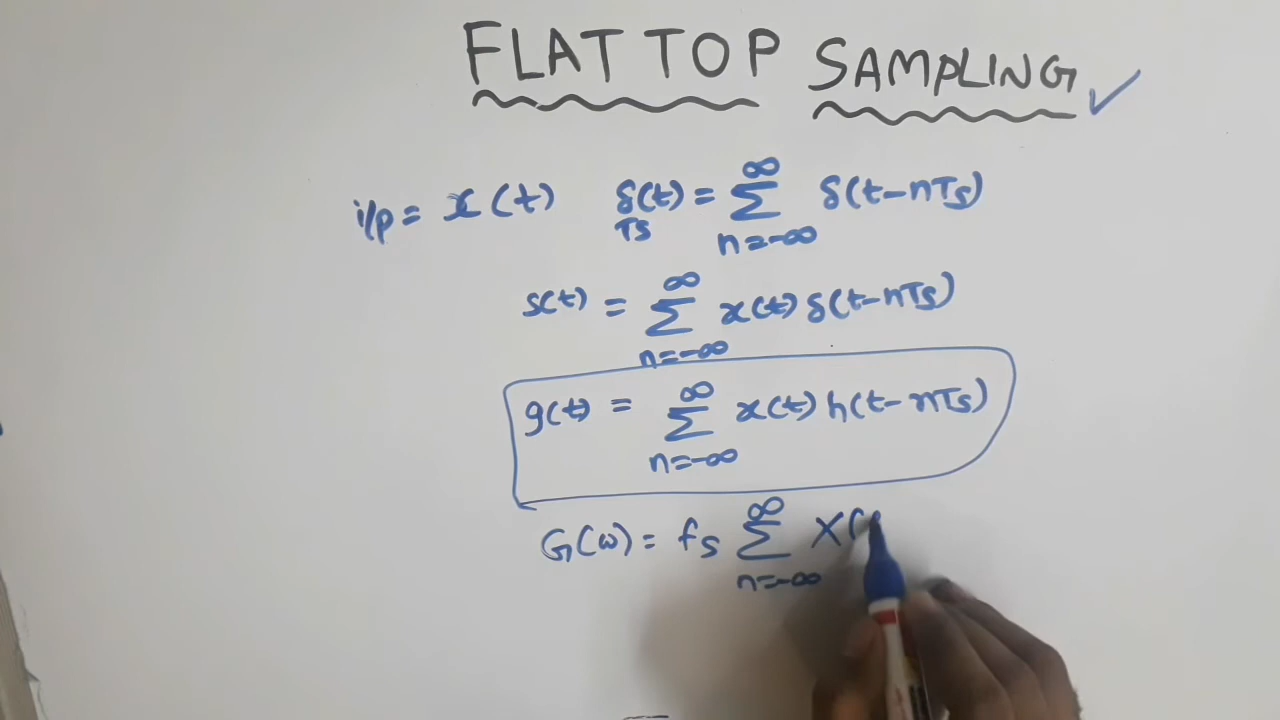 FLAT TOP SAMPLING ✓
i/p = x(t) δ(t) = ∞ ∑ n=-∞ δ(t-nTs)
Ts
s(t) = ∞ ∑ n=-∞ x(t) δ(t-nTs)
g(t) = ∞ ∑ n=-∞ x(t) h(t-nTs)
G(ω) = fs ∞ ∑ n=-∞ X(